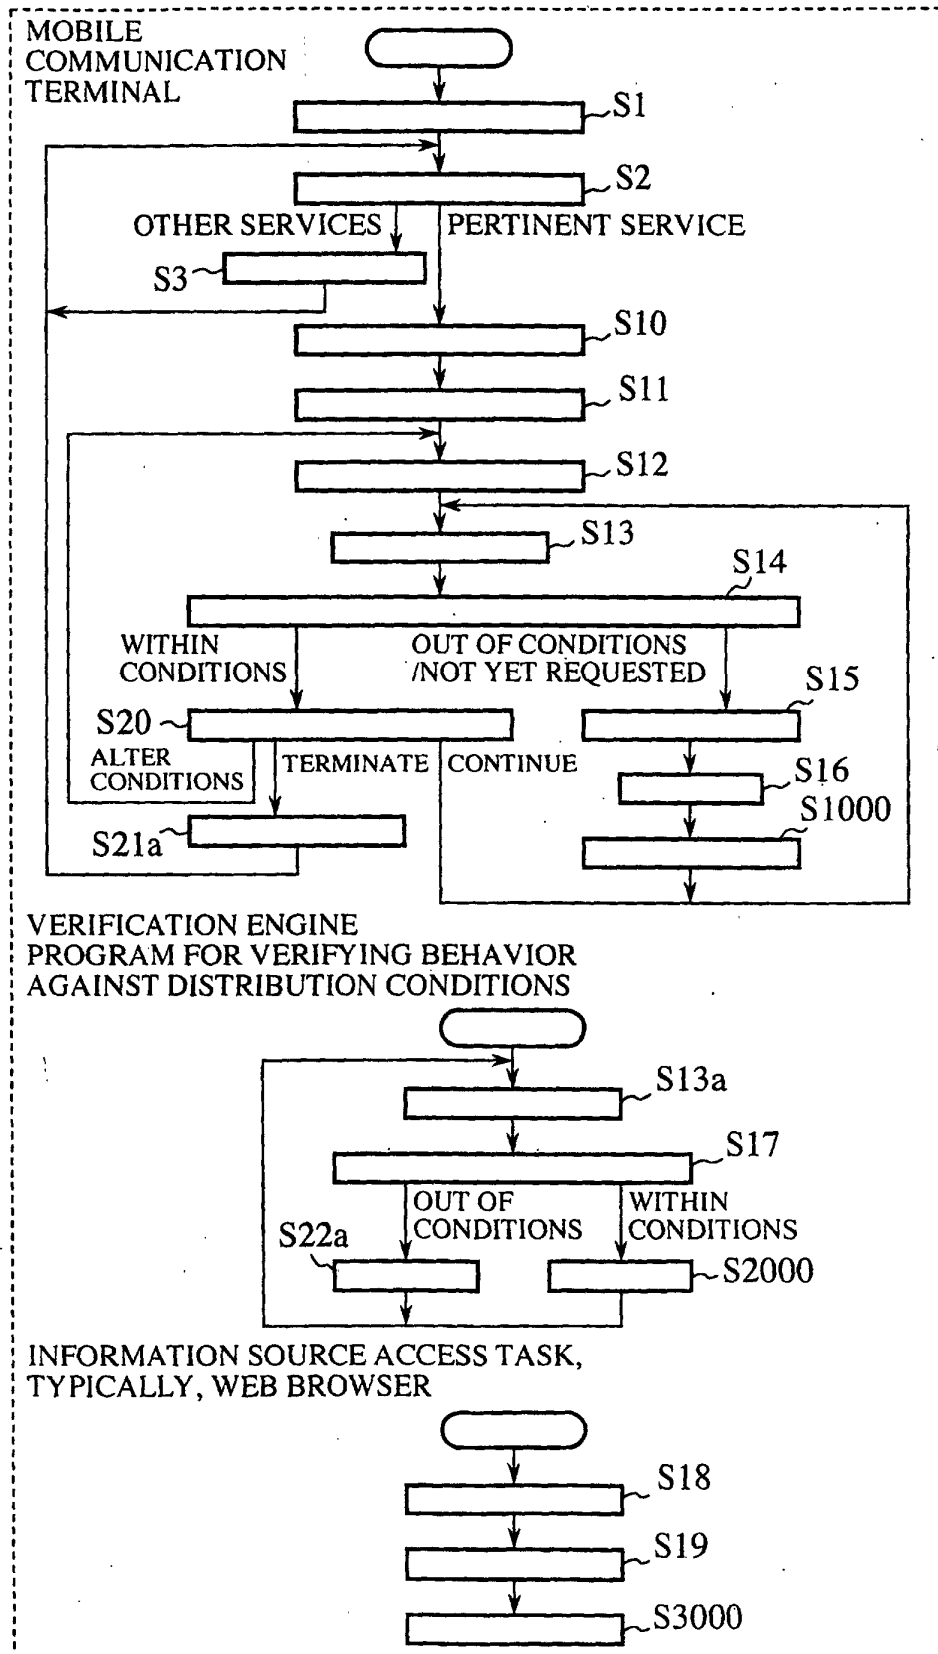 MOBILE
COMMUNICATION
TERMINAL
S1
S2
OTHER SERVICES
PERTINENT SERVICE
S3
S10
S11
S12
S13
S14
WITHIN
CONDITIONS
OUT OF CONDITIONS
/NOT YET REQUESTED
S15
S20
ALTER
CONDITIONS
TERMINATE
CONTINUE
S16
S1000
S21a
VERIFICATION ENGINE
PROGRAM FOR VERIFYING BEHAVIOR
AGAINST DISTRIBUTION CONDITIONS
S13a
S17
OUT OF
CONDITIONS
WITHIN
CONDITIONS
S22a
S2000
INFORMATION SOURCE ACCESS TASK,
TYPICALLY, WEB BROWSER
S18
S19
S3000